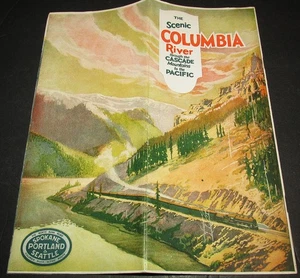 THE
Scenic
COLUMBIA
River
through the
CASCADE
Mountains
to the
PACIFIC
SPOKANE
PORTLAND
SEATTLE